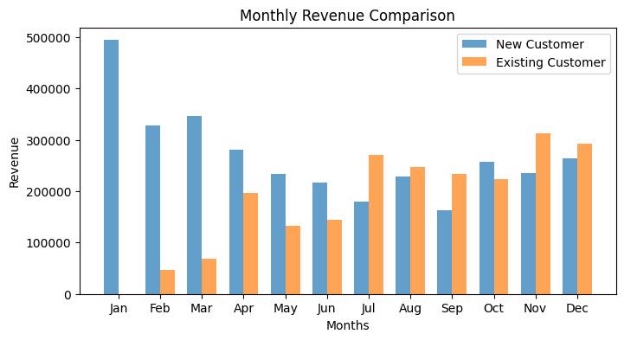 Monthly Revenue Comparison
New Customer
Existing Customer
500000
400000
300000
200000
100000
0
Revenue
Jan Feb Mar Apr May Jun Jul Aug Sep Oct Nov Dec
Months